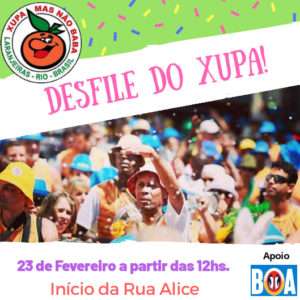 XUPA MAS NÃO BABA
LARANJEIRAS - RIO - BRASIL
DESFILE DO XUPA!
23 de Fevereiro a partir das 12hs.
Início da Rua Alice
Apoio
BOA